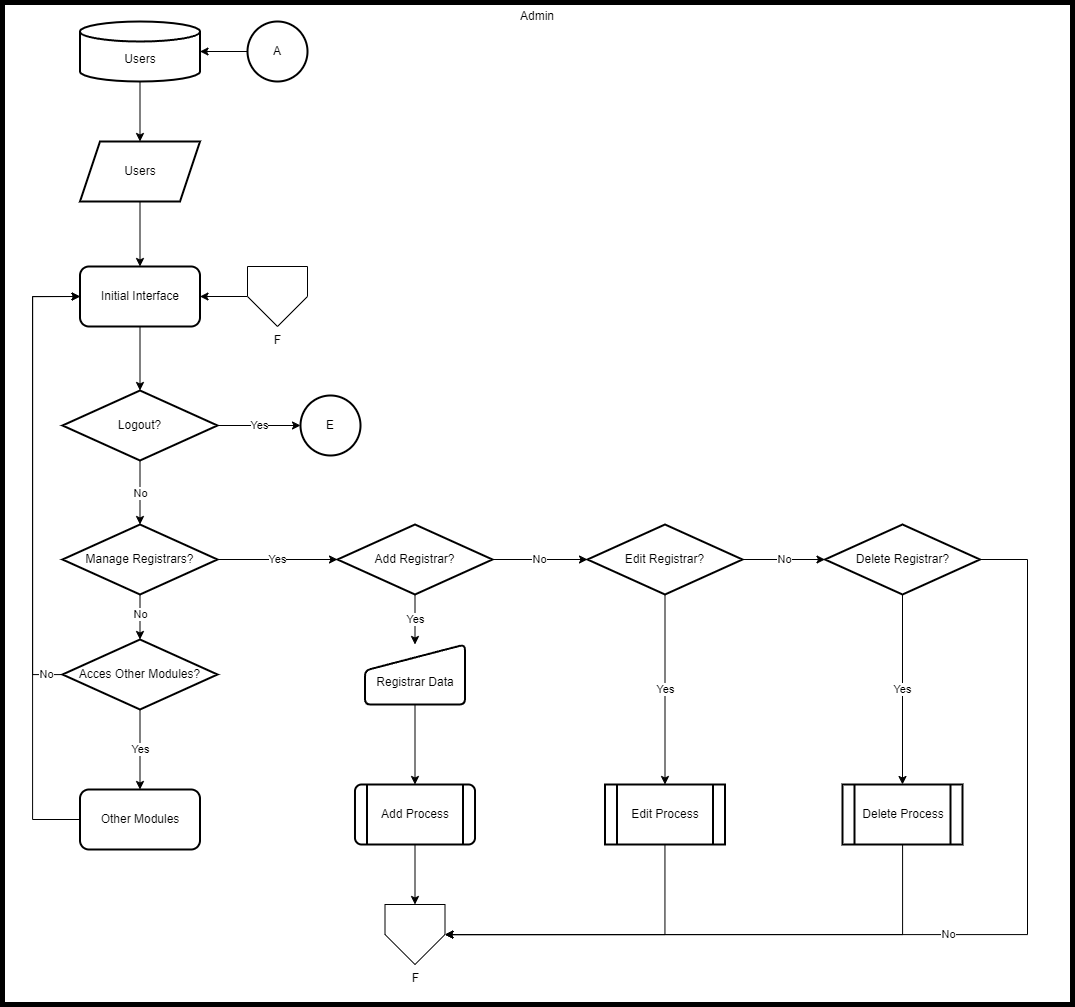 Admin
Users
A
Users
Initial Interface
F
Logout?
Yes
E
No
Manage Registrars?
Yes
Add Registrar?
No
Edit Registrar?
No
Delete Registrar?
No
Yes
No
Acces Other Modules?
Registrar Data
Yes
Yes
Yes
Other Modules
Add Process
Edit Process
Delete Process
No
F